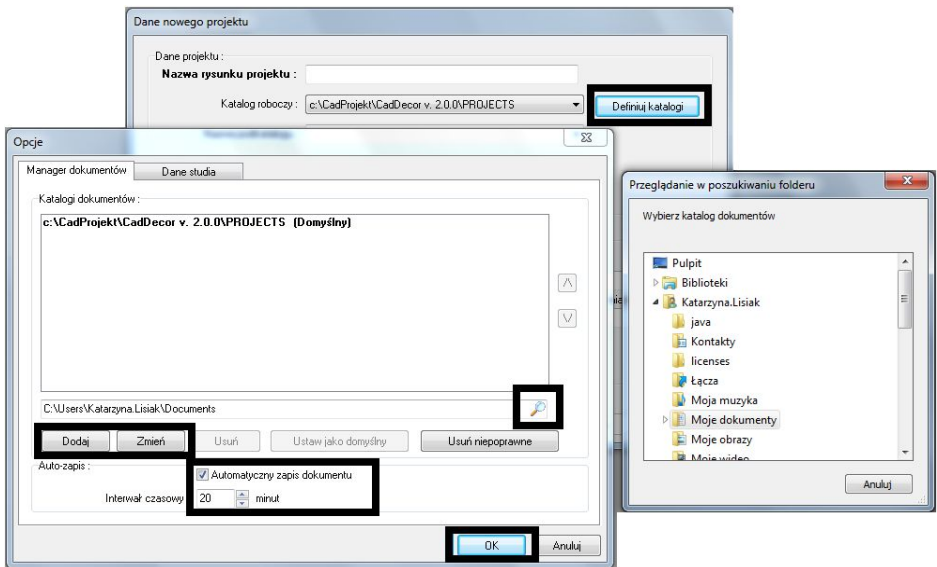 Dane nowego projektu
Dane projektu :
Nazwa rysunku projektu :
Katalog roboczy : c:\CadProjekt\CadDecor v. 2.0.0\PROJECTS
Definiuj katalogi
Opcje
Manager dokumentów
Dane studia
Katalogi dokumentów :
c:\CadProjekt\CadDecor v. 2.0.0\PROJECTS (Domyślny)
/\
\/
C:\Users\Katarzyna.Lisiak\Documents
Dodaj
Zmień
Usuń
Ustaw jako domyślny
Usuń niepoprawne
Auto-zapis :
Automatyczny zapis dokumentu
Interwał czasowy 20 minut
OK
Anuluj
Przeglądanie w poszukiwaniu folderu
Wybierz katalog dokumentów
Pulpit
Biblioteki
Katarzyna.Lisiak
java
Kontakty
licenses
Łącza
Moja muzyka
Moje dokumenty
Moje obrazy
Moje wideo
Anuluj